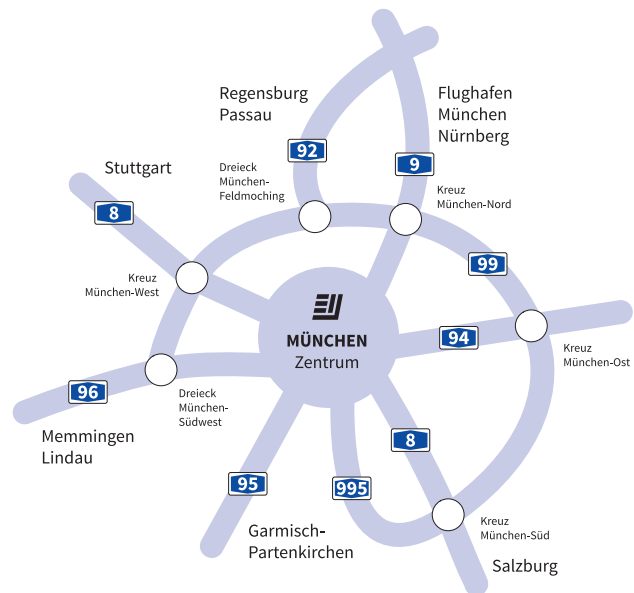 Regensburg
Passau
Flughafen
München
Nürnberg
92
9
Stuttgart
Dreieck
München-
Feldmoching
Kreuz
München-Nord
8
99
Kreuz
München-West
MÜNCHEN
Zentrum
94
Kreuz
München-Ost
96
Dreieck
München-
Südwest
Memmingen
Lindau
8
95
995
Garmisch-
Partenkirchen
Kreuz
München-Süd
Salzburg